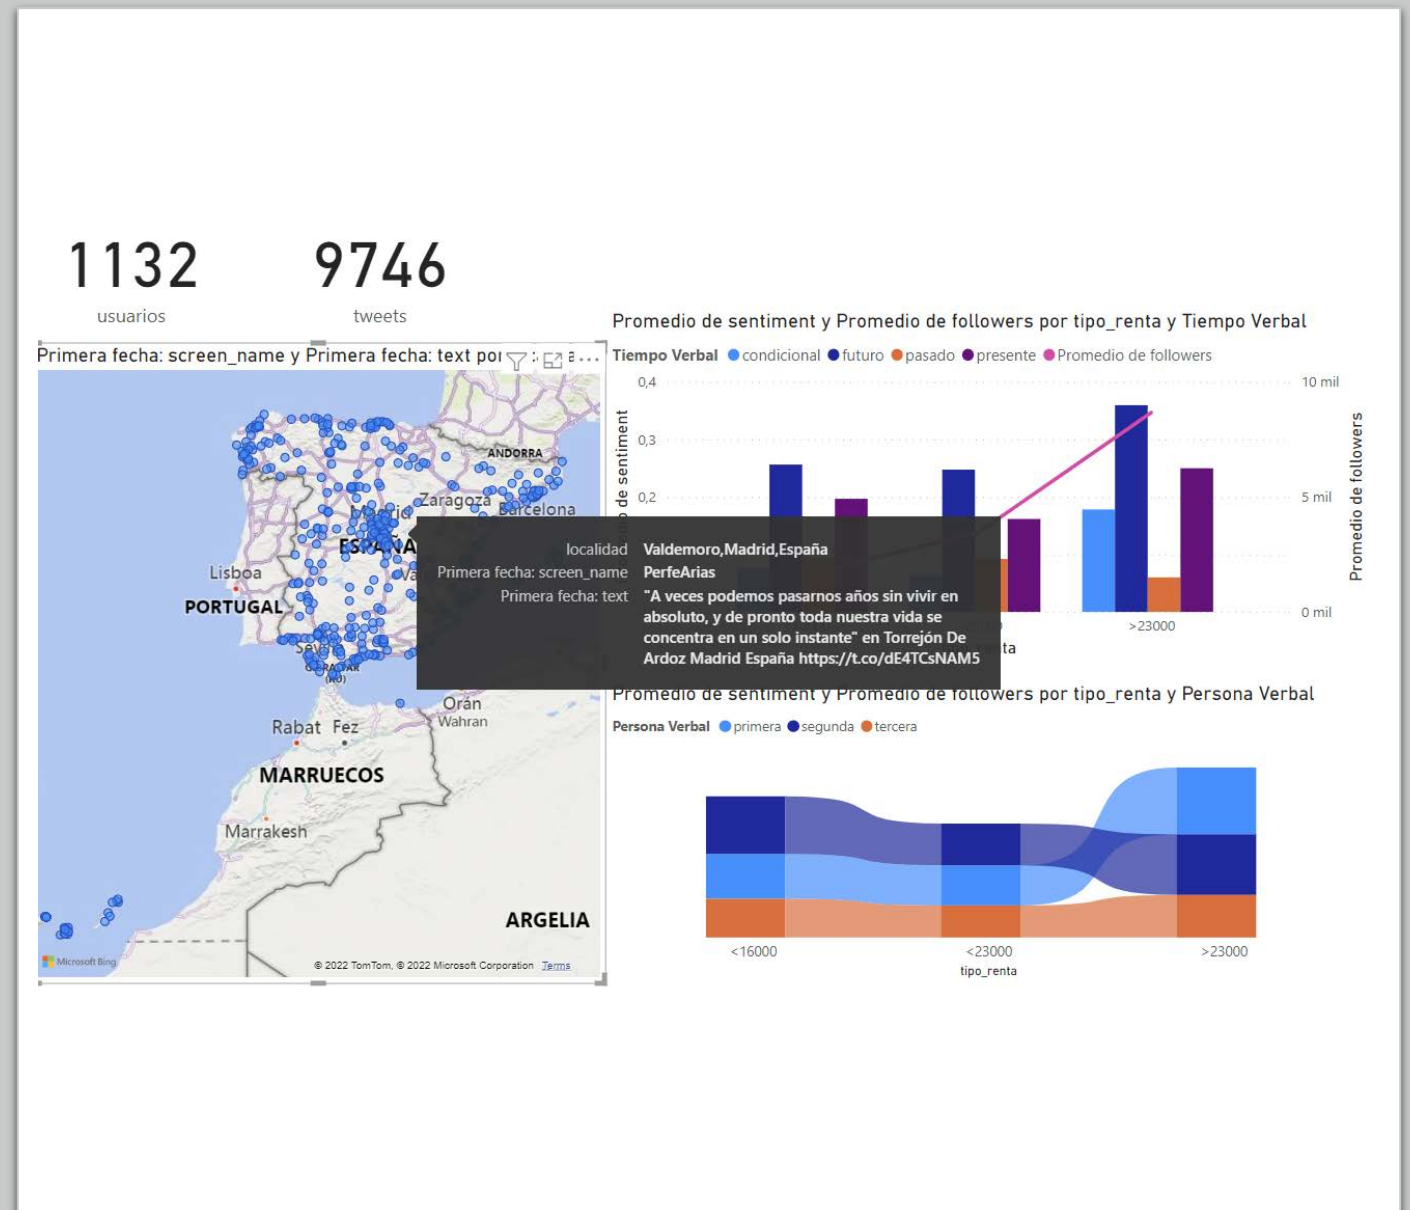 1132
usuarios
9746
tweets
Primera fecha: screen_name y Primera fecha: text por
Promedio de sentiment y Promedio de followers por tipo_renta y Tiempo Verbal
Tiempo Verbal condicional futuro pasado presente Promedio de followers
0,4
0,3
0,2
de sentiment
10 mil
5 mil
0 mil
Promedio de followers
>23000
ANDORRA
Zaragoza
Barcelona
Madrid
ESPAÑA
Lisboa
PORTUGAL
Orán
Wahran
Rabat Fez
MARRUECOS
Marrakesh
ARGELIA
Microsoft Bing
© 2022 TomTom, © 2022 Microsoft Corporation Terms
localidad Valdemoro,Madrid,España
Primera fecha: screen_name PerfeArias
Primera fecha: text "A veces podemos pasarnos años sin vivir en
absoluto, y de pronto toda nuestra vida se
concentra en un solo instante" en Torrejón De
Ardoz Madrid España https://t.co/dE4TCsNAM5
Promedio de sentiment y Promedio de followers por tipo_renta y Persona Verbal
Persona Verbal primera segunda tercera
<16000
<23000
>23000
tipo_renta